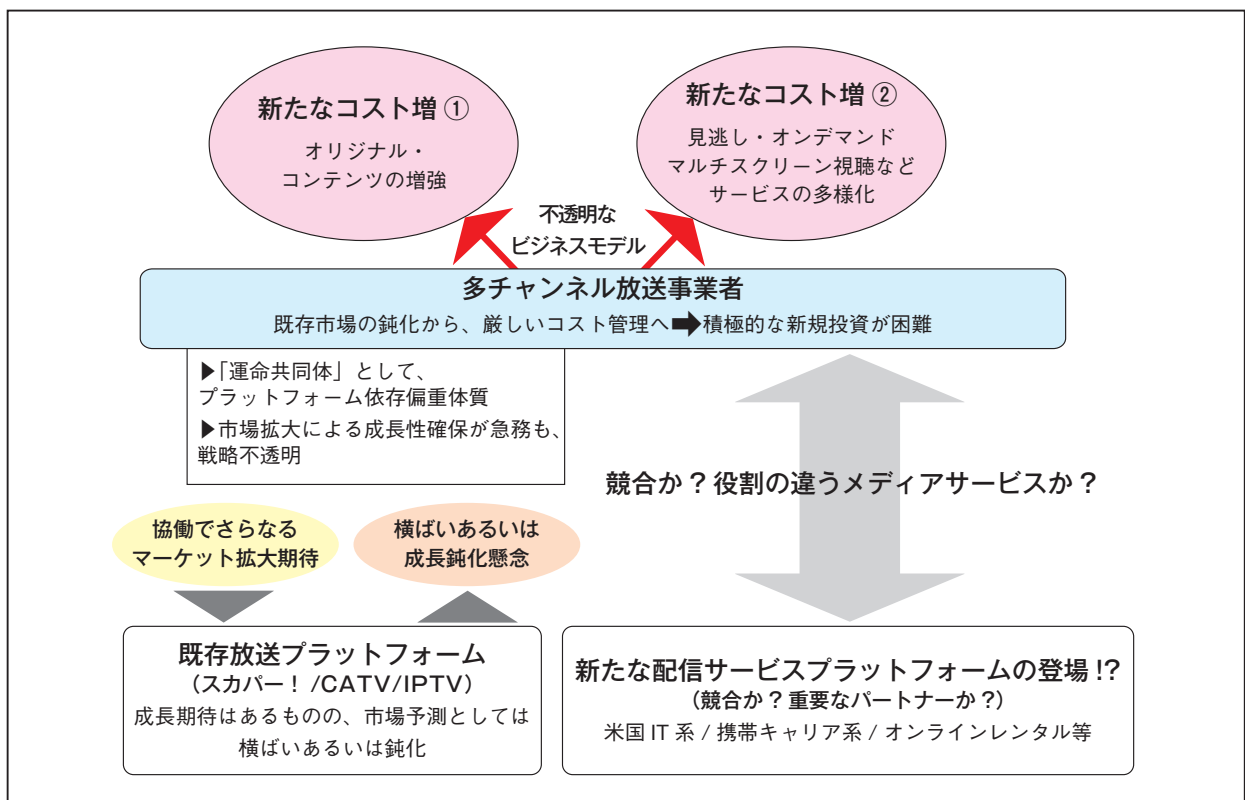 新たなコスト増 ①
オリジナル・
コンテンツの増強
新たなコスト増 ②
見逃し・オンデマンド
マルチスクリーン視聴など
サービスの多様化
不透明な
ビジネスモデル
多チャンネル放送事業者
既存市場の鈍化から、厳しいコスト管理へ➡積極的な新規投資が困難
▶「運命共同体」として、
プラットフォーム依存偏重体質
▶市場拡大による成長性確保が急務も、
戦略不透明
競合か？役割の違うメディアサービスか？
協働でさらなる
マーケット拡大期待
横ばいあるいは
成長鈍化懸念
既存放送プラットフォーム
（スカパー！/CATV/IPTV）
成長期待はあるものの、市場予測としては
横ばいあるいは鈍化
新たな配信サービスプラットフォームの登場!?
（競合か？重要なパートナーか？）
米国 IT 系 / 携帯キャリア系 / オンラインレンタル等